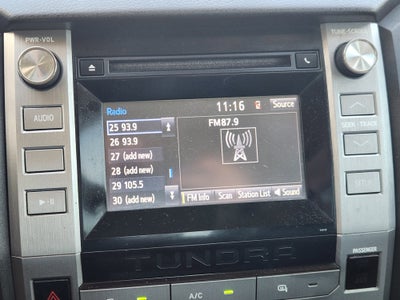 PWR•VOL
TUNE•SCROLL
AUDIO
Radio
11:16
Source
25 93.9
FM87.9
26 93.9
27 (add new)
28 (add new)
29 105.5
30 (add new)
FM Info
Scan
Station List
Sound
SEEK • TRACK
SETUP
TUNDRA
PASSENGER
A/C